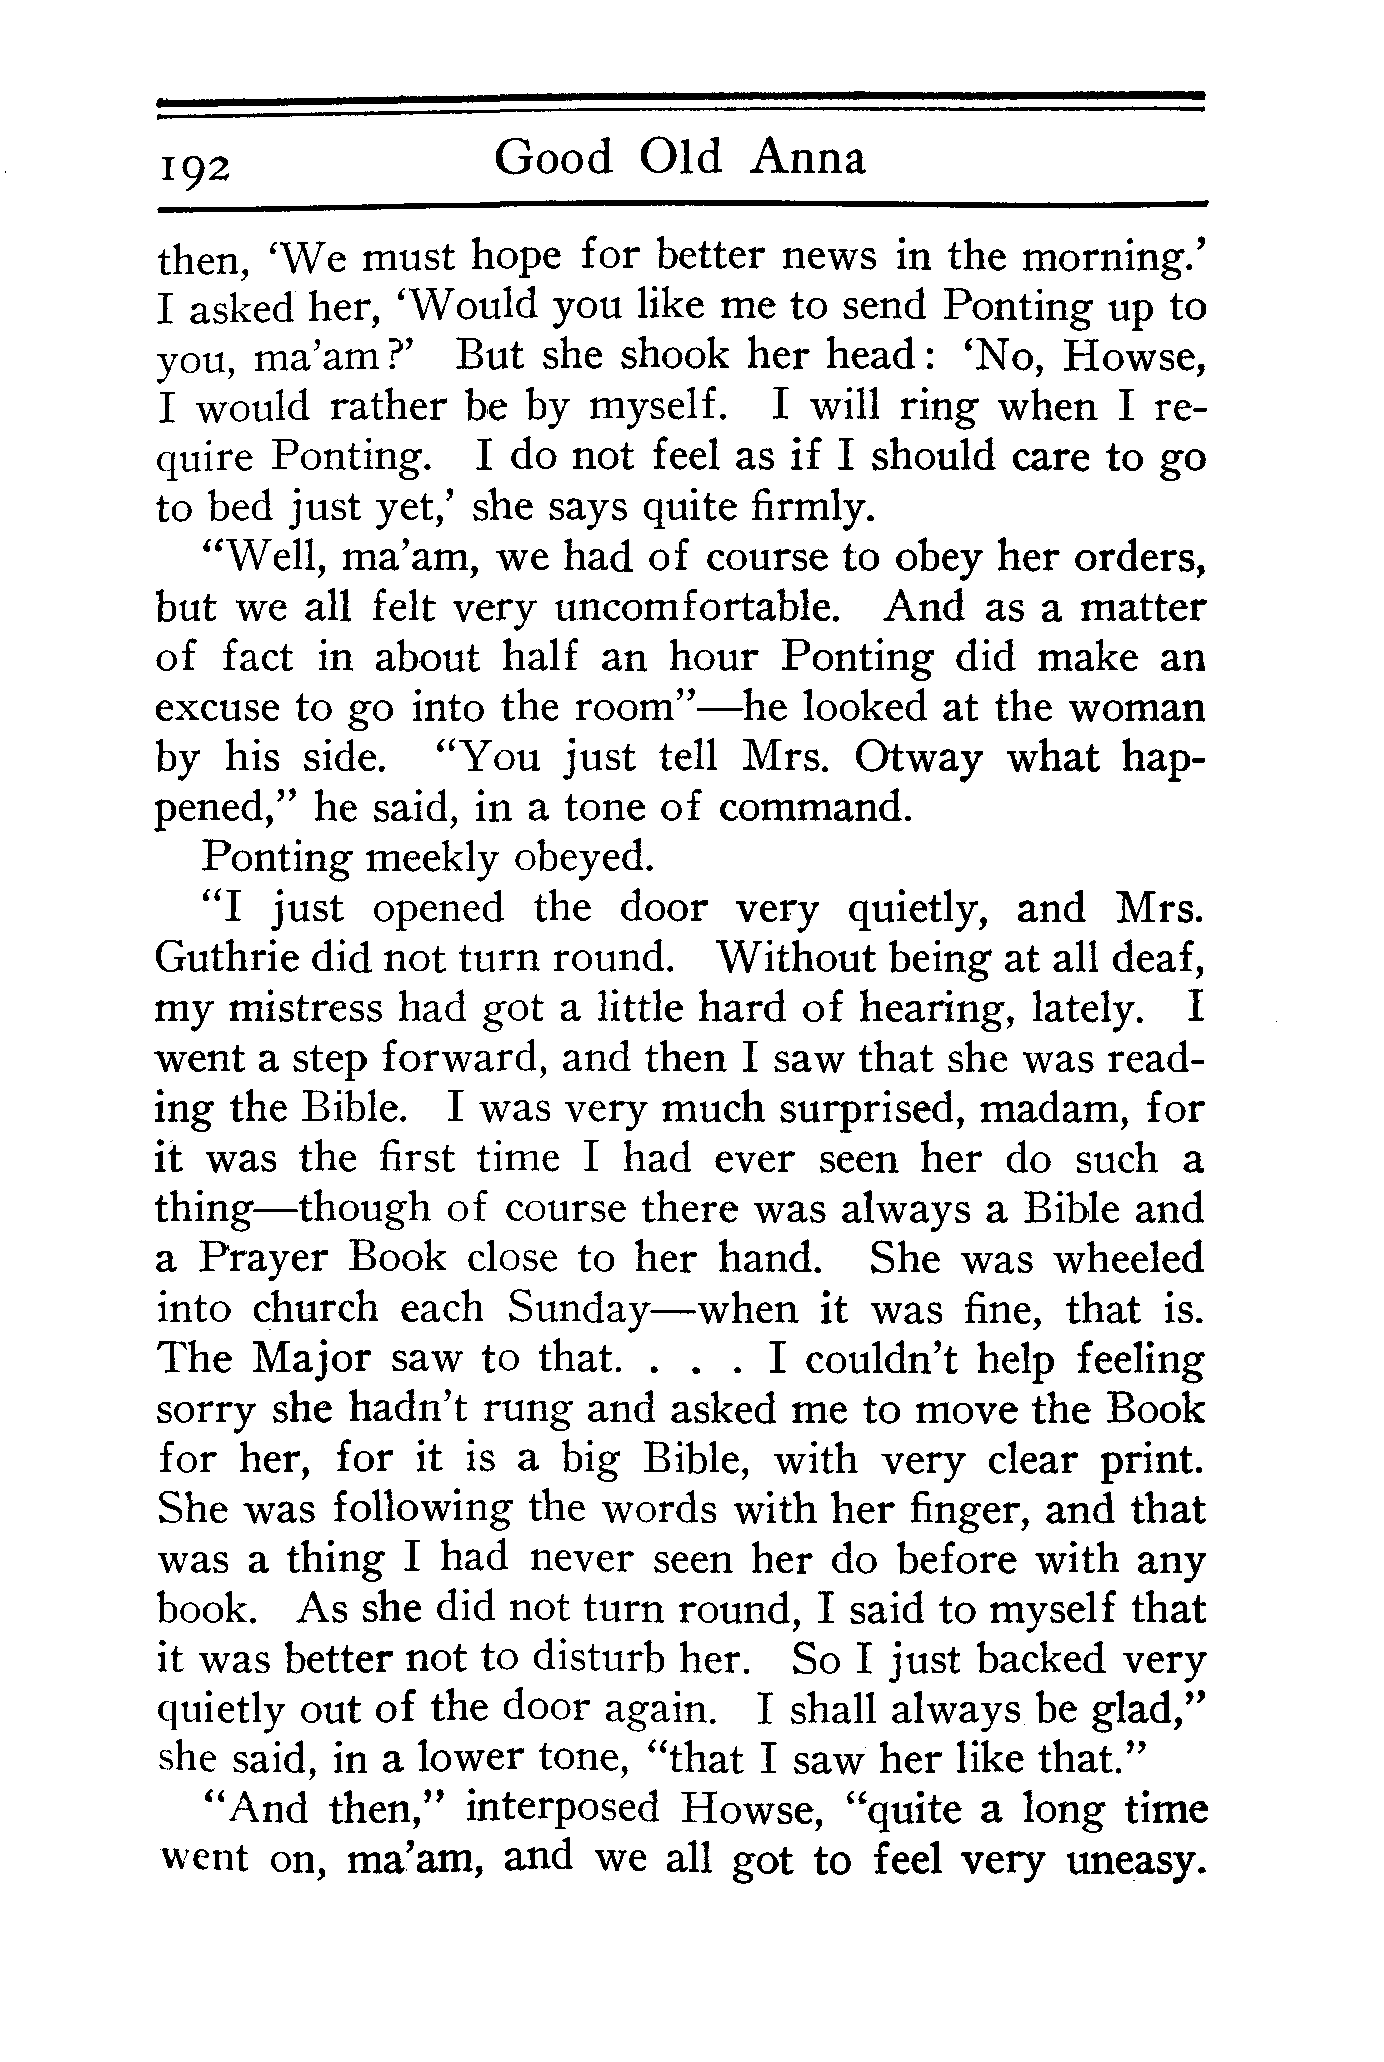 192 Good Old Anna
then, ‘We must hope for better news in the morning.’
I asked her, ‘Would you like me to send Ponting up to
you, ma’am?’ But she shook her head: ‘No, Howse,
I would rather be by myself. I will ring when I re-
quire Ponting. I do not feel as if I should care to go
to bed just yet,’ she says quite firmly.
“Well, ma’am, we had of course to obey her orders,
but we all felt very uncomfortable. And as a matter
of fact in about half an hour Ponting did make an
excuse to go into the room”—he looked at the woman
by his side. “You just tell Mrs. Otway what hap-
pened,” he said, in a tone of command.
Ponting meekly obeyed.
“I just opened the door very quietly, and Mrs.
Guthrie did not turn round. Without being at all deaf,
my mistress had got a little hard of hearing, lately. I
went a step forward, and then I saw that she was read-
ing the Bible. I was very much surprised, madam, for
it was the first time I had ever seen her do such a
thing—though of course there was always a Bible and
a Prayer Book close to her hand. She was wheeled
into church each Sunday—when it was fine, that is.
The Major saw to that. . . . I couldn’t help feeling
sorry she hadn’t rung and asked me to move the Book
for her, for it is a big Bible, with very clear print.
She was following the words with her finger, and that
was a thing I had never seen her do before with any
book. As she did not turn round, I said to myself that
it was better not to disturb her. So I just backed very
quietly out of the door again. I shall always be glad,”
she said, in a lower tone, “that I saw her like that.”
“And then,” interposed Howse, “quite a long time
went on, ma’am, and we all got to feel very uneasy.